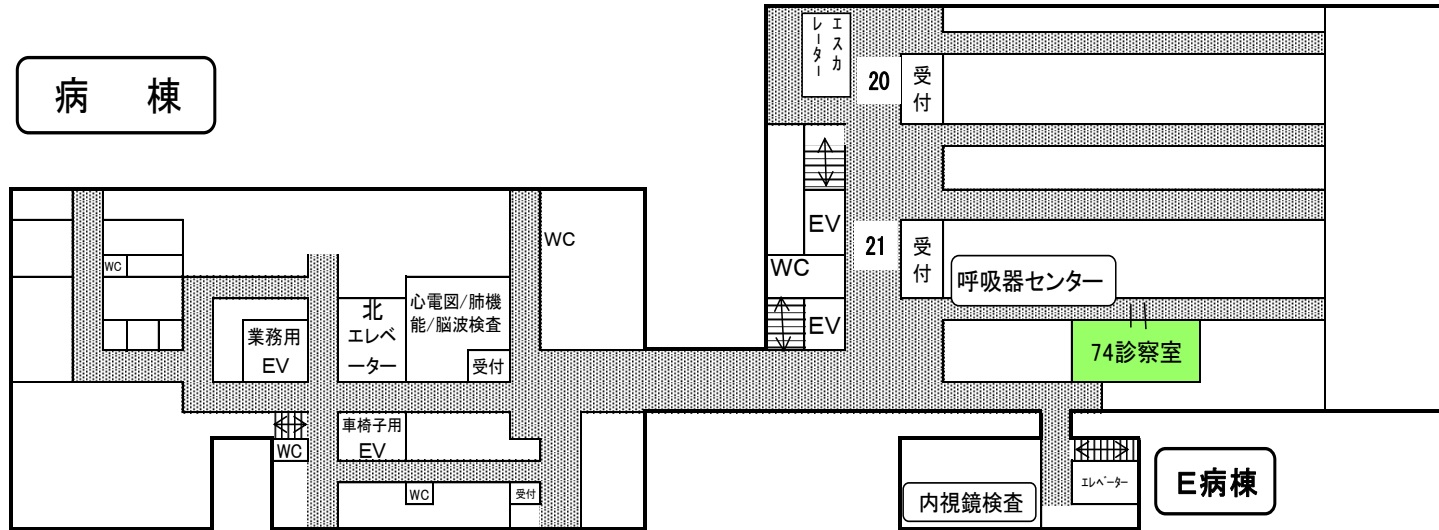 病 棟
エスカ
レーター
20
受
付
EV
21
受
付
WC
呼吸器センター
EV
74診察室
WC
WC
北
エレベ
ーター
心電図/肺機
能/脳波検査
受付
業務用
EV
車椅子用
EV
WC
WC
受付
内視鏡検査
エレベーター
E病棟